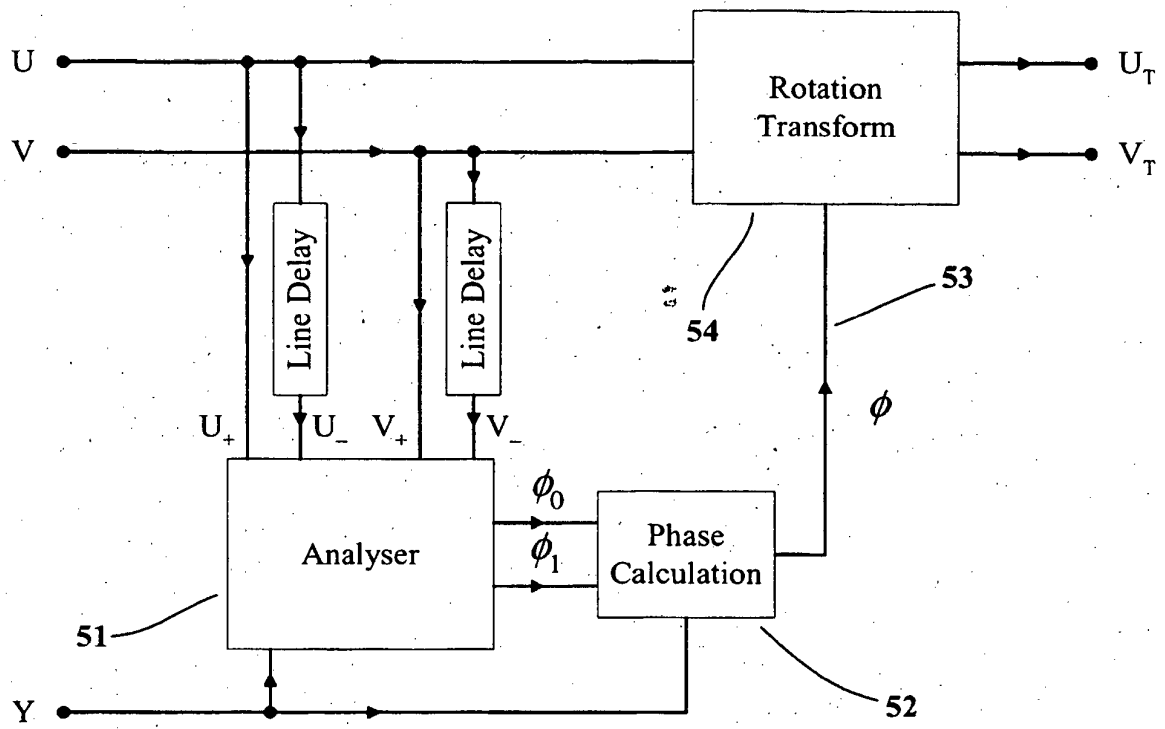 U
V
Rotation
Transform
U_T
V_T
Line Delay
Line Delay
53
54
ϕ
U_+
U_−
V_+
V_−
ϕ_0
ϕ_1
Analyser
Phase
Calculation
51
52
Y